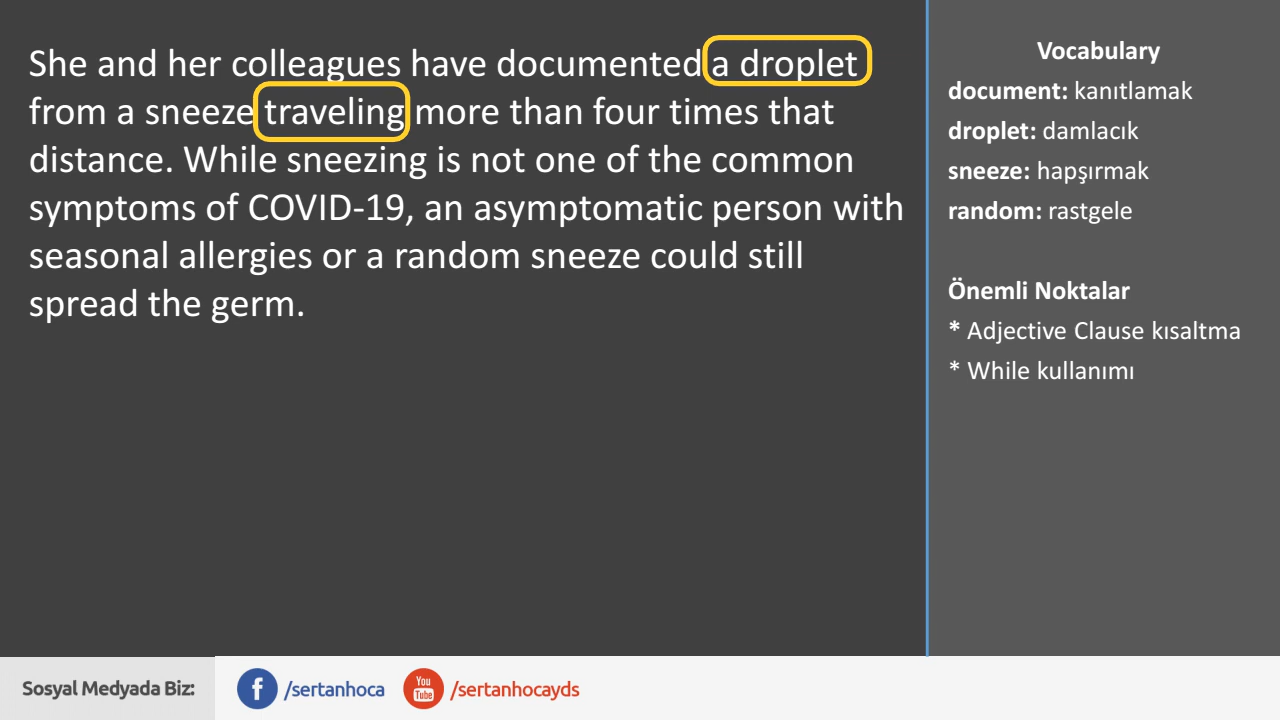 She and her colleagues have documented a droplet
from a sneeze traveling more than four times that
distance. While sneezing is not one of the common
symptoms of COVID-19, an asymptomatic person with
seasonal allergies or a random sneeze could still
spread the germ.
Vocabulary
document: kanıtlamak
droplet: damlacık
sneeze: hapşırmak
random: rastgele
Önemli Noktalar
* Adjective Clause kısaltma
* While kullanımı
Sosyal Medyada Biz:
f /sertanhoca
You
Tube /sertanhocayds